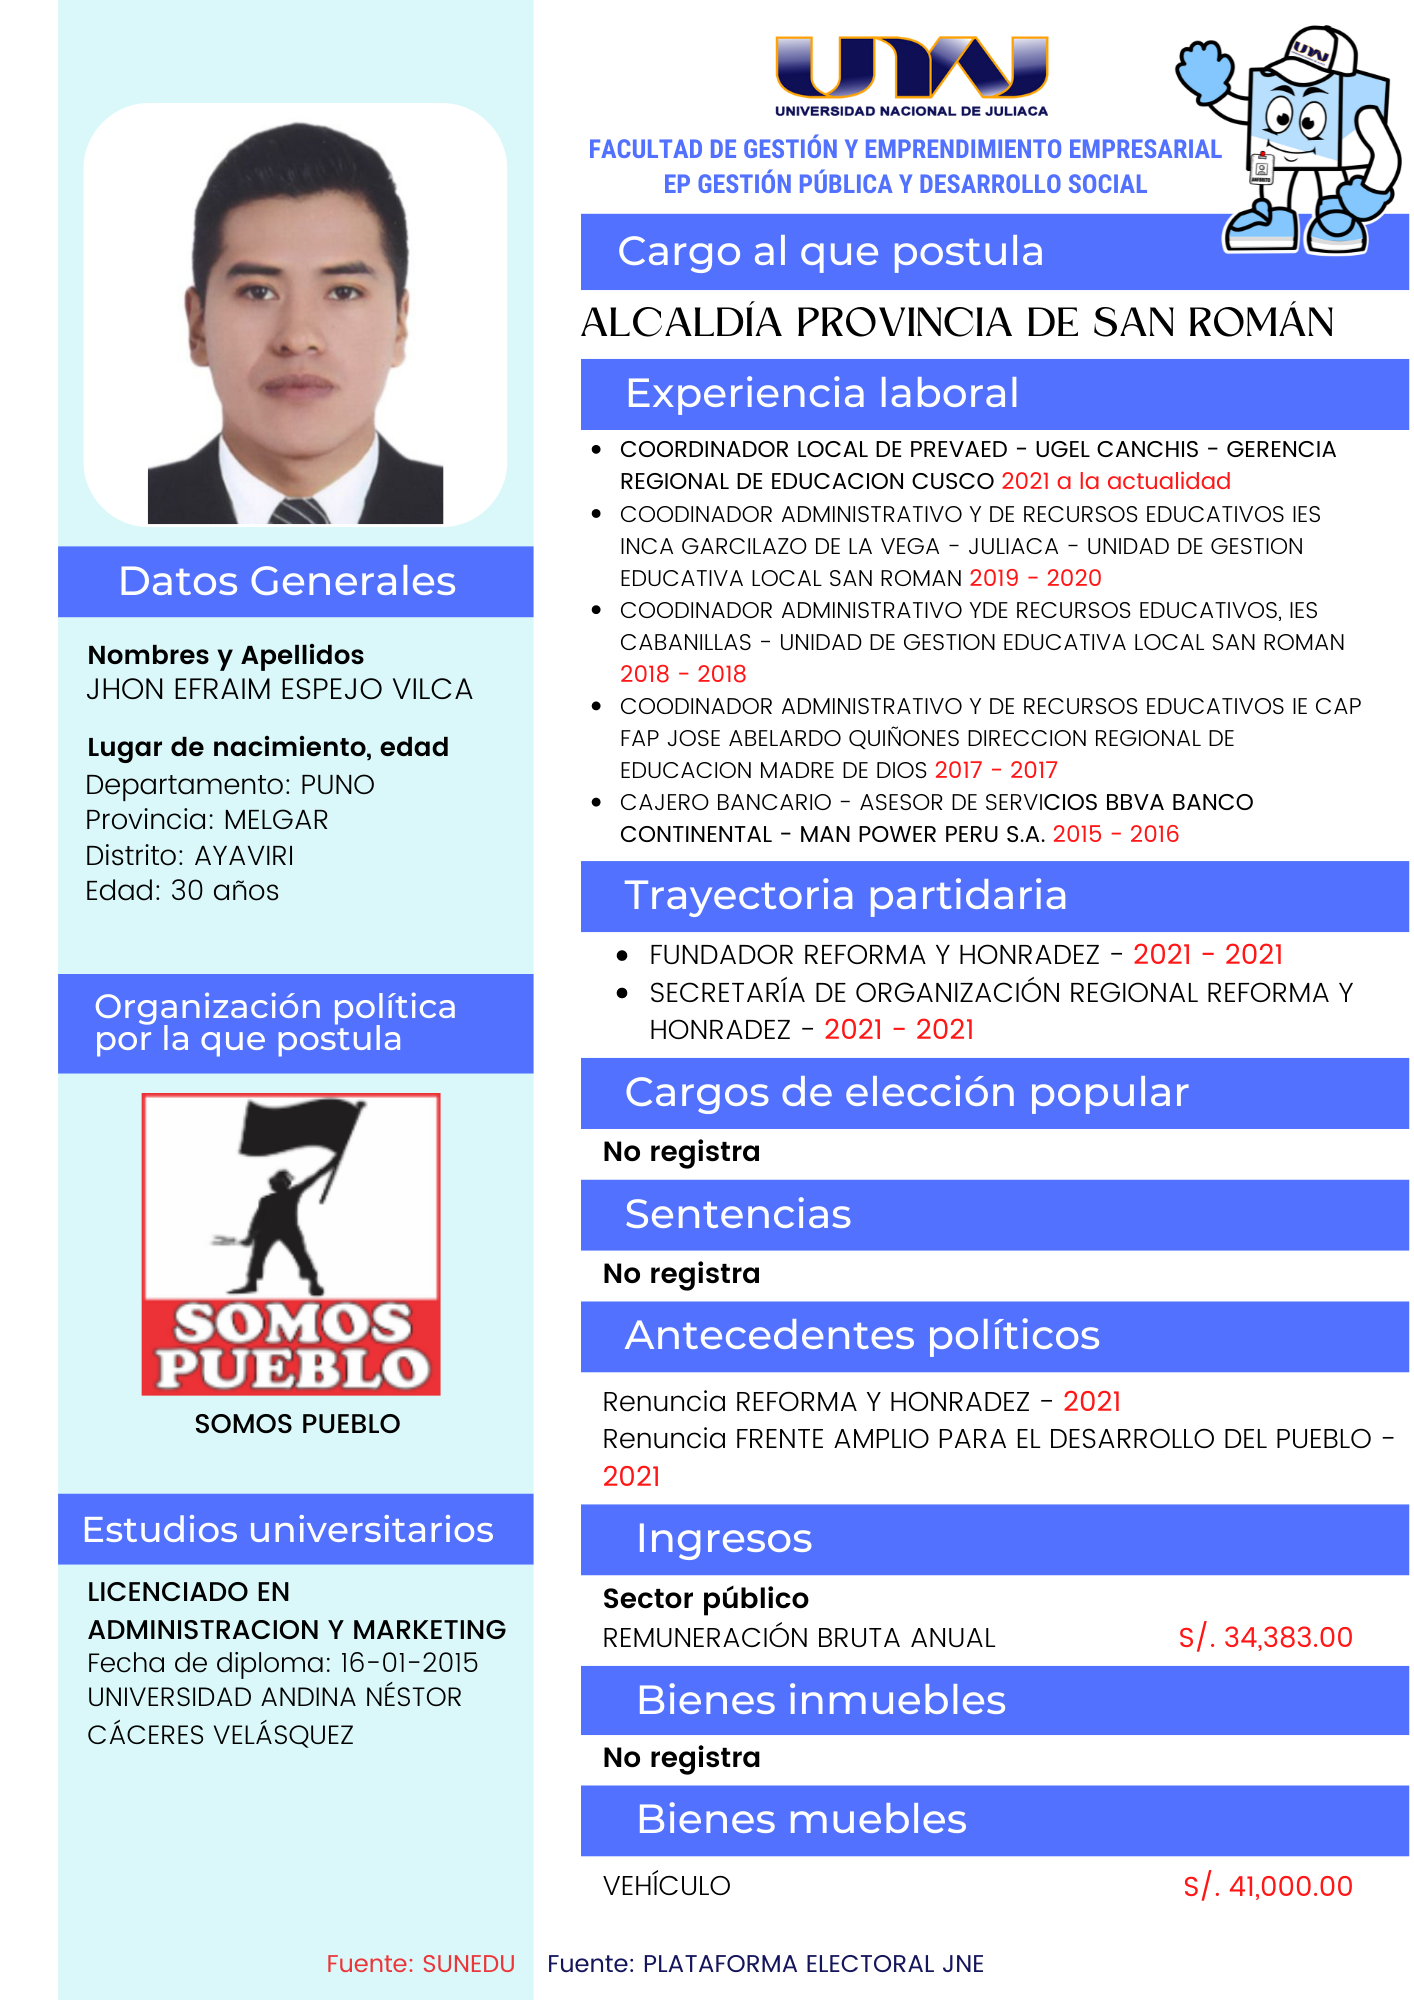 UNAJ
UNIVERSIDAD NACIONAL DE JULIACA
FACULTAD DE GESTIÓN Y EMPRENDIMIENTO EMPRESARIAL
EP GESTIÓN PÚBLICA Y DESARROLLO SOCIAL
UNAJ
ANFORITO
Cargo al que postula
ALCALDÍA PROVINCIA DE SAN ROMÁN
Experiencia laboral
• COORDINADOR LOCAL DE PREVAED - UGEL CANCHIS - GERENCIA
REGIONAL DE EDUCACION CUSCO 2021 a la actualidad
• COODINADOR ADMINISTRATIVO Y DE RECURSOS EDUCATIVOS IES
INCA GARCILAZO DE LA VEGA - JULIACA - UNIDAD DE GESTION
EDUCATIVA LOCAL SAN ROMAN 2019 - 2020
• COODINADOR ADMINISTRATIVO YDE RECURSOS EDUCATIVOS, IES
CABANILLAS - UNIDAD DE GESTION EDUCATIVA LOCAL SAN ROMAN
2018 - 2018
• COODINADOR ADMINISTRATIVO Y DE RECURSOS EDUCATIVOS IE CAP
FAP JOSE ABELARDO QUIÑONES DIRECCION REGIONAL DE
EDUCACION MADRE DE DIOS 2017 - 2017
• CAJERO BANCARIO - ASESOR DE SERVICIOS BBVA BANCO
CONTINENTAL - MAN POWER PERU S.A. 2015 - 2016
Trayectoria partidaria
• FUNDADOR REFORMA Y HONRADEZ - 2021 - 2021
• SECRETARÍA DE ORGANIZACIÓN REGIONAL REFORMA Y
HONRADEZ - 2021 - 2021
Cargos de elección popular
No registra
Sentencias
No registra
Antecedentes políticos
Renuncia REFORMA Y HONRADEZ - 2021
Renuncia FRENTE AMPLIO PARA EL DESARROLLO DEL PUEBLO -
2021
Ingresos
Sector público
REMUNERACIÓN BRUTA ANUAL S/. 34,383.00
Bienes inmuebles
No registra
Bienes muebles
VEHÍCULO S/. 41,000.00
Datos Generales
Nombres y Apellidos
JHON EFRAIM ESPEJO VILCA
Lugar de nacimiento, edad
Departamento: PUNO
Provincia: MELGAR
Distrito: AYAVIRI
Edad: 30 años
Organización política
por la que postula
SOMOS
PUEBLO
SOMOS PUEBLO
Estudios universitarios
LICENCIADO EN
ADMINISTRACION Y MARKETING
Fecha de diploma: 16-01-2015
UNIVERSIDAD ANDINA NÉSTOR
CÁCERES VELÁSQUEZ
Fuente: SUNEDU
Fuente: PLATAFORMA ELECTORAL JNE